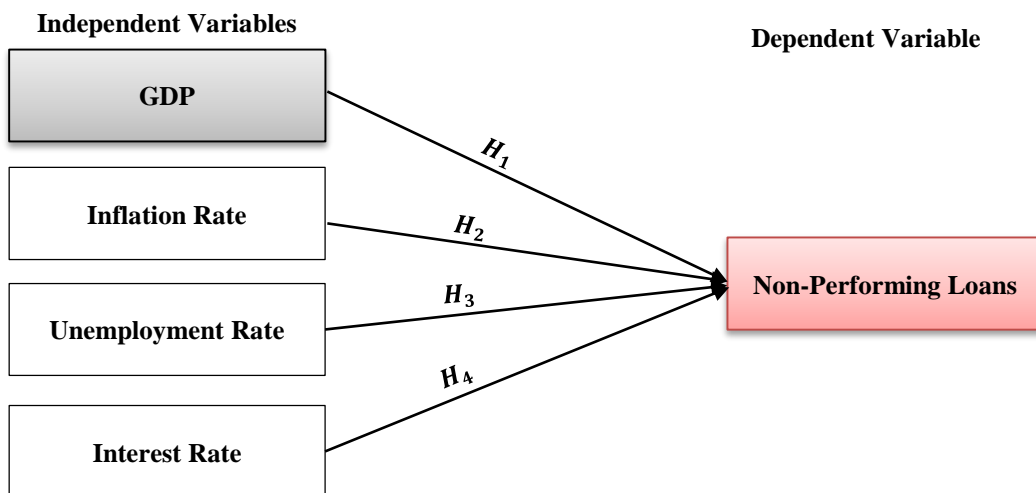 Independent Variables
Dependent Variable
GDP
H₁
Inflation Rate
H₂
Non-Performing Loans
H₃
Unemployment Rate
H₄
Interest Rate